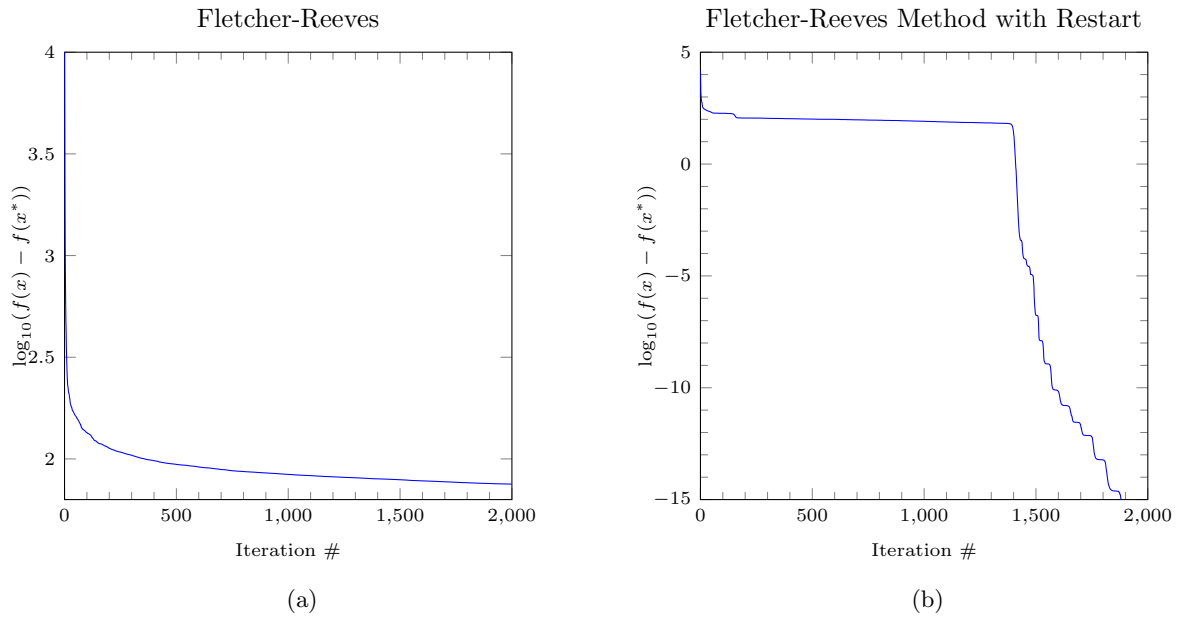 Fletcher-Reeves
4
3.5
3
2.5
2
0
500
1,000
1,500
2,000
log₁₀(f(x) − f(x*))
Iteration #
(a)
Fletcher-Reeves Method with Restart
5
0
−5
−10
−15
0
500
1,000
1,500
2,000
log₁₀(f(x) − f(x*))
Iteration #
(b)